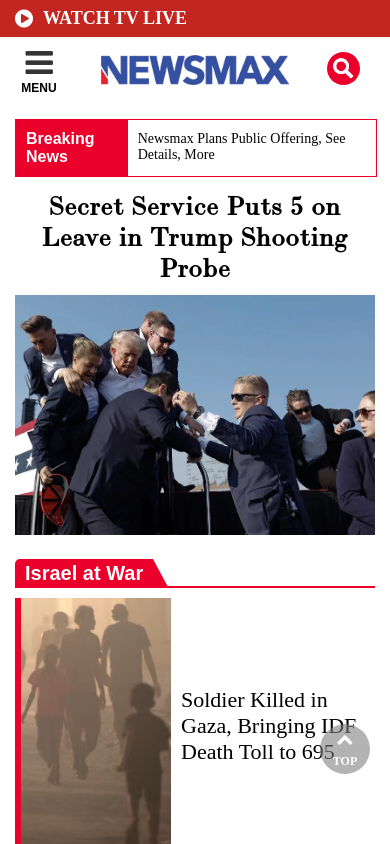 WATCH TV LIVE
MENU
NEWSMAX
Breaking
News
Newsmax Plans Public Offering, See
Details, More
Secret Service Puts 5 on
Leave in Trump Shooting
Probe
Israel at War
Soldier Killed in
Gaza, Bringing IDF
Death Toll to 695
TOP